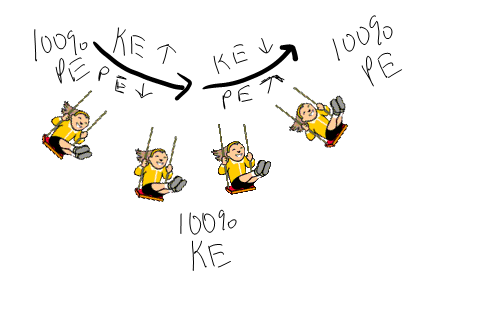 100%
PE
KE ↑
PE ↓
KE ↓
PE ↑
100%
PE
100%
KE